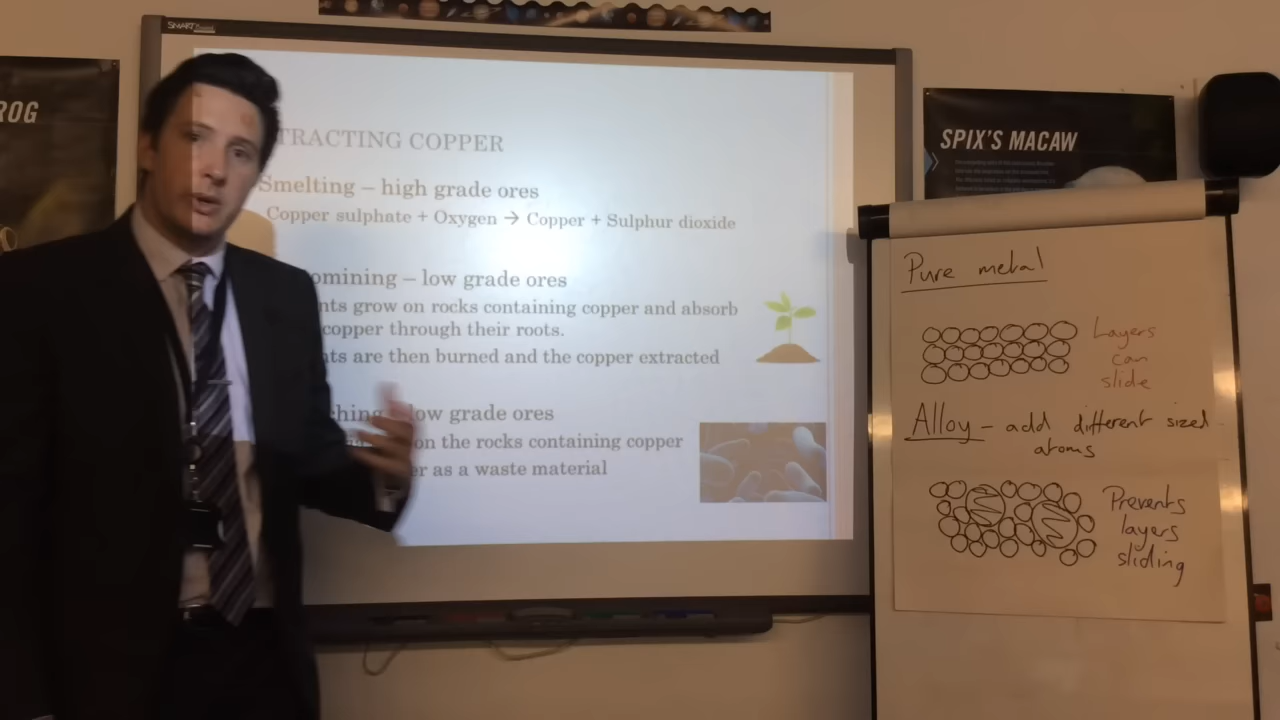 SMART
ROG
TRACTING COPPER
Smelting – high grade ores
Copper sulphate + Oxygen → Copper + Sulphur dioxide
omining – low grade ores
nts grow on rocks containing copper and absorb
copper through their roots.
nts are then burned and the copper extracted
ching low grade ores
on the rocks containing copper
er as a waste material
SPIX'S MACAW
Pure metal
Layers
can
slide
Alloy – add different sized
atoms
Prevents
layers
sliding